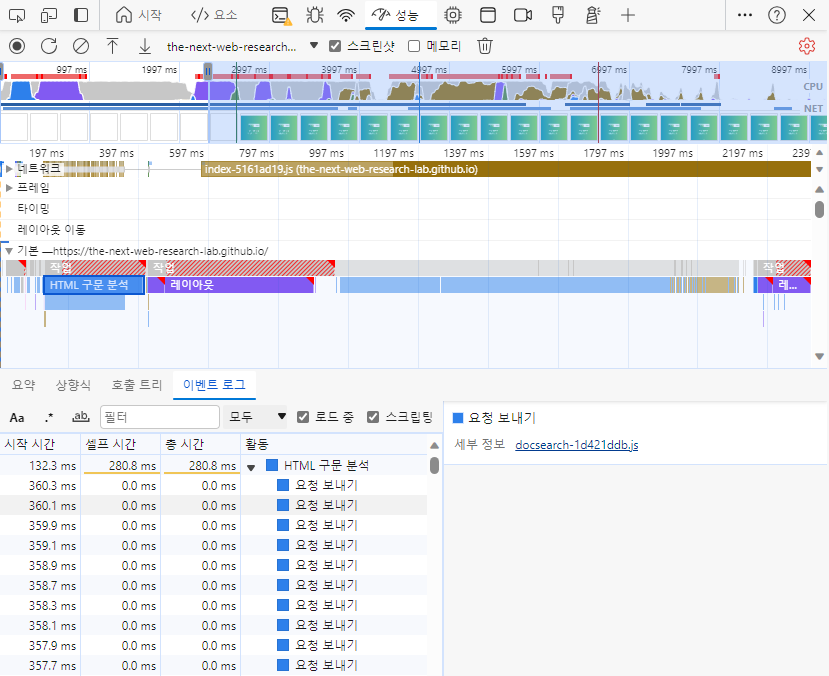 시작 </> 요소 성능
the-next-web-research... 스크린샷 메모리
997 ms 1997 ms 2997 ms 3997 ms 4997 ms 5997 ms 6997 ms 7997 ms 8997 ms
CPU
NET
197 ms 397 ms 597 ms 797 ms 997 ms 1197 ms 1397 ms 1597 ms 1797 ms 1997 ms 2197 ms 239
네트워크 index-5161ad19.js (the-next-web-research-lab.github.io)
프레임
타이밍
레이아웃 이동
기본 —https://the-next-web-research-lab.github.io/
작업 작업 작업
HTML 구문 분석 레이아웃 레...
요약 상향식 호출 트리 이벤트 로그
Aa .* ab 필터 모두 로드 중 스크립팅
요청 보내기
세부 정보 docsearch-1d421ddb.js
시작 시간 셀프 시간 총 시간 활동
132.3 ms 280.8 ms 280.8 ms HTML 구문 분석
360.3 ms 0.0 ms 0.0 ms 요청 보내기
360.1 ms 0.0 ms 0.0 ms 요청 보내기
359.9 ms 0.0 ms 0.0 ms 요청 보내기
359.1 ms 0.0 ms 0.0 ms 요청 보내기
358.9 ms 0.0 ms 0.0 ms 요청 보내기
358.7 ms 0.0 ms 0.0 ms 요청 보내기
358.3 ms 0.0 ms 0.0 ms 요청 보내기
358.1 ms 0.0 ms 0.0 ms 요청 보내기
357.9 ms 0.0 ms 0.0 ms 요청 보내기
357.7 ms 0.0 ms 0.0 ms 요청 보내기